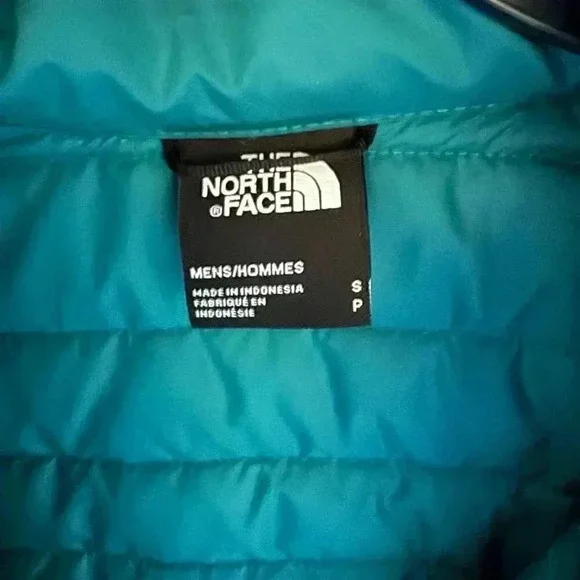 THE
NORTH
®FACE
MENS/HOMMES
MADE IN INDONESIA
FABRIQUÉ EN
INDONÉSIE
S
P